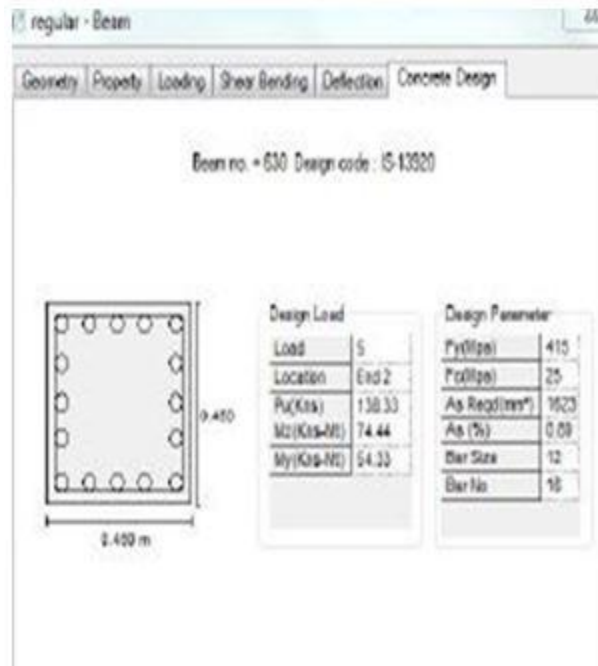 regular - Beam
Geometry Property Loading Shear Bending Deflection Concrete Design
Beam no. = 630 Design code : IS-13920
Design Load
Load 5
Location End 2
Pu(Kns) 138.33
Mz(Kns-Mt) 74.44
My(Kns-Mt) 54.33
Design Parameter
Fy(Mpa) 415
Fc(Mpa) 25
As Reqd(mm²) 1623
As (%)
Bar Size 12
Bar No 16
0.450
0.450 m